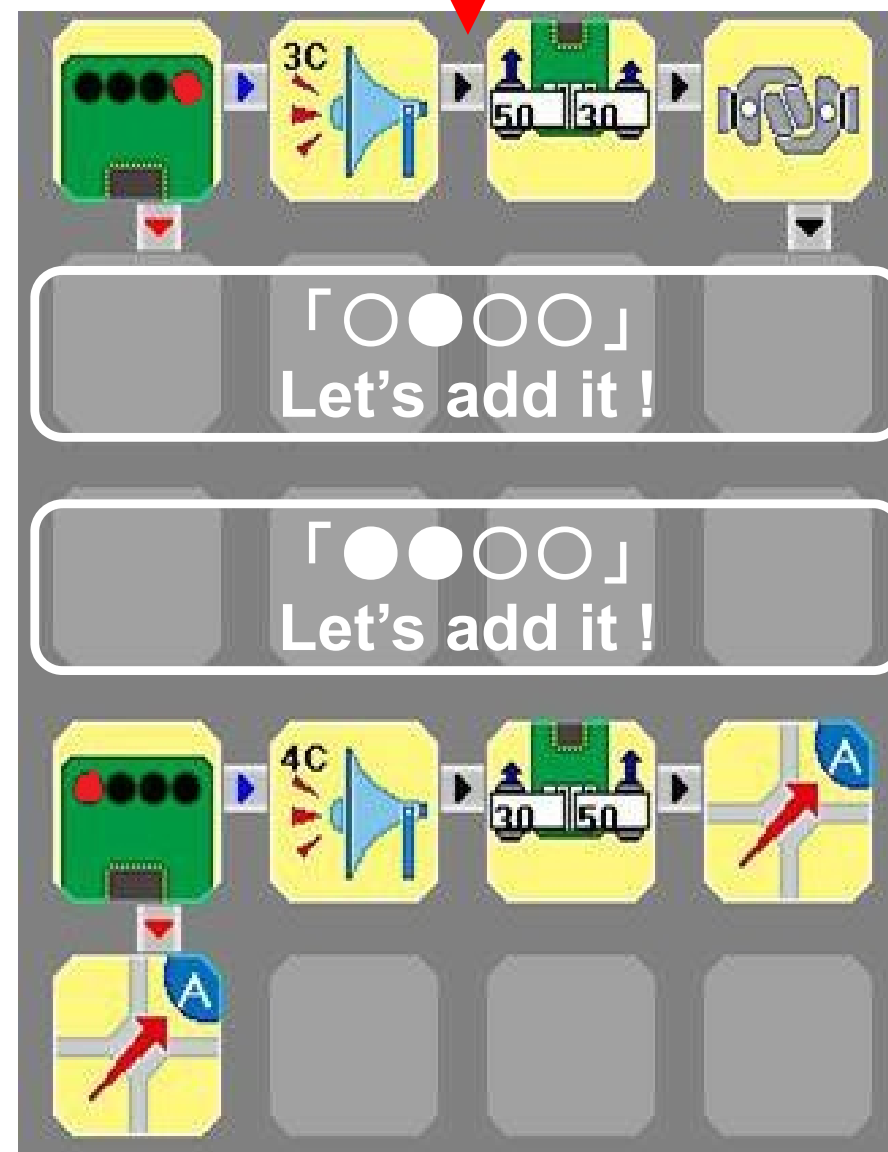 3C
50 30
「○●○○」
Let’s add it !
「●●○○」
Let’s add it !
4C
30 50
A
A